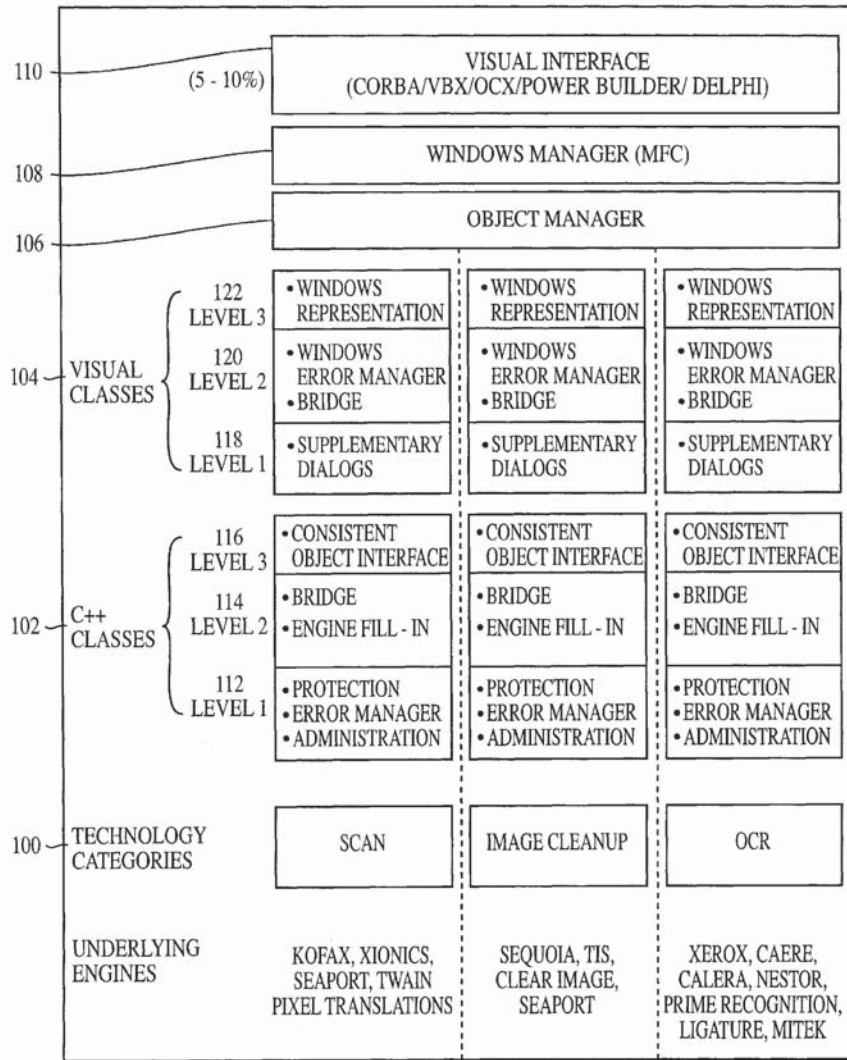 110
(5 - 10%)
VISUAL INTERFACE
(CORBA/VBX/OCX/POWER BUILDER/ DELPHI)
108
WINDOWS MANAGER (MFC)
106
OBJECT MANAGER
104
VISUAL
CLASSES
122
LEVEL 3
• WINDOWS
REPRESENTATION
• WINDOWS
REPRESENTATION
• WINDOWS
REPRESENTATION
120
LEVEL 2
• WINDOWS
ERROR MANAGER
• BRIDGE
• WINDOWS
ERROR MANAGER
• BRIDGE
• WINDOWS
ERROR MANAGER
• BRIDGE
118
LEVEL 1
• SUPPLEMENTARY
DIALOGS
• SUPPLEMENTARY
DIALOGS
• SUPPLEMENTARY
DIALOGS
102
C++
CLASSES
116
LEVEL 3
• CONSISTENT
OBJECT INTERFACE
• CONSISTENT
OBJECT INTERFACE
• CONSISTENT
OBJECT INTERFACE
114
LEVEL 2
• BRIDGE
• ENGINE FILL - IN
• BRIDGE
• ENGINE FILL - IN
• BRIDGE
• ENGINE FILL - IN
112
LEVEL 1
• PROTECTION
• ERROR MANAGER
• ADMINISTRATION
• PROTECTION
• ERROR MANAGER
• ADMINISTRATION
• PROTECTION
• ERROR MANAGER
• ADMINISTRATION
100
TECHNOLOGY
CATEGORIES
SCAN
IMAGE CLEANUP
OCR
UNDERLYING
ENGINES
KOFAX, XIONICS,
SEAPORT, TWAIN
PIXEL TRANSLATIONS
SEQUOIA, TIS,
CLEAR IMAGE,
SEAPORT
XEROX, CAERE,
CALERA, NESTOR,
PRIME RECOGNITION,
LIGATURE, MITEK